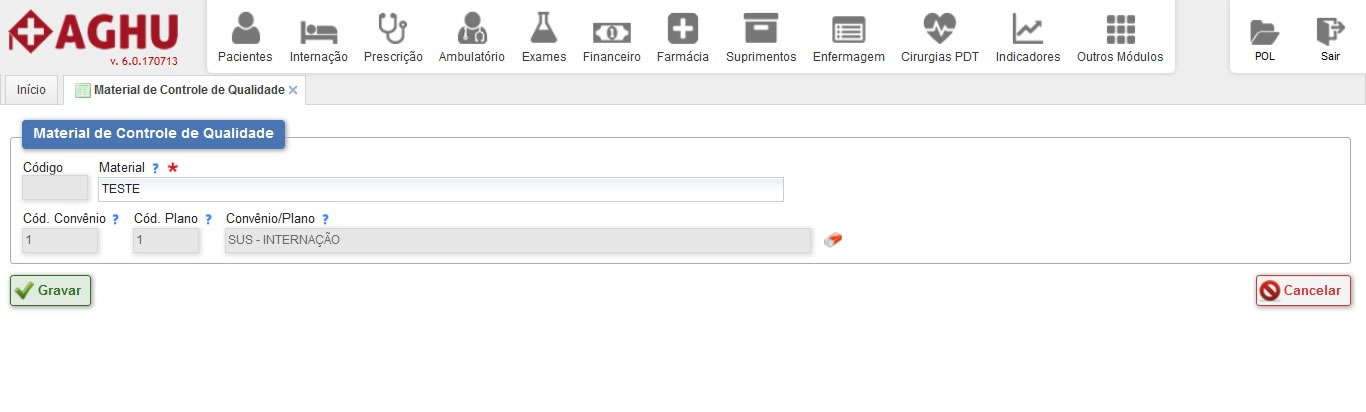 AGHU
v. 6.0.170713
Pacientes Internação Prescrição Ambulatório Exames Financeiro Farmácia Suprimentos Enfermagem Cirurgias PDT Indicadores Outros Módulos POL Sair
Início Material de Controle de Qualidade
Material de Controle de Qualidade
Código Material ? *
TESTE
Cód. Convênio ? Cód. Plano ? Convênio/Plano ?
1 1 SUS - INTERNAÇÃO
Gravar Cancelar